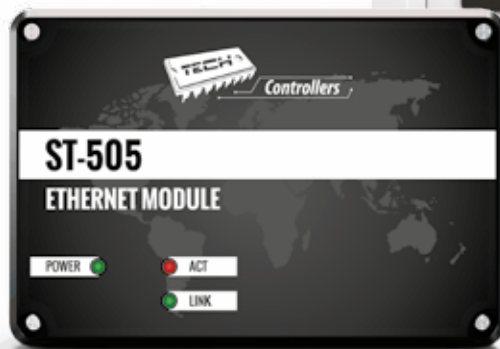 TECH
Controllers
ST-505
ETHERNET MODULE
POWER
ACT
LINK